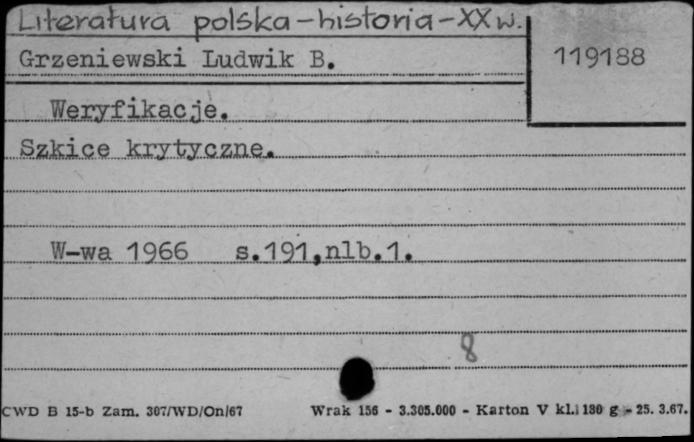 Literatura polska-historia-XX w.
Grzeniewski Ludwik B.
119188
Weryfikacje.
Szkice krytyczne.
W-wa 1966 s.191,nlb.1.
8
CWD B 15-b Zam. 307/WD/On/67 Wrak 156 - 3.305.000 - Karton V kl. 180 g - 25. 3.67.